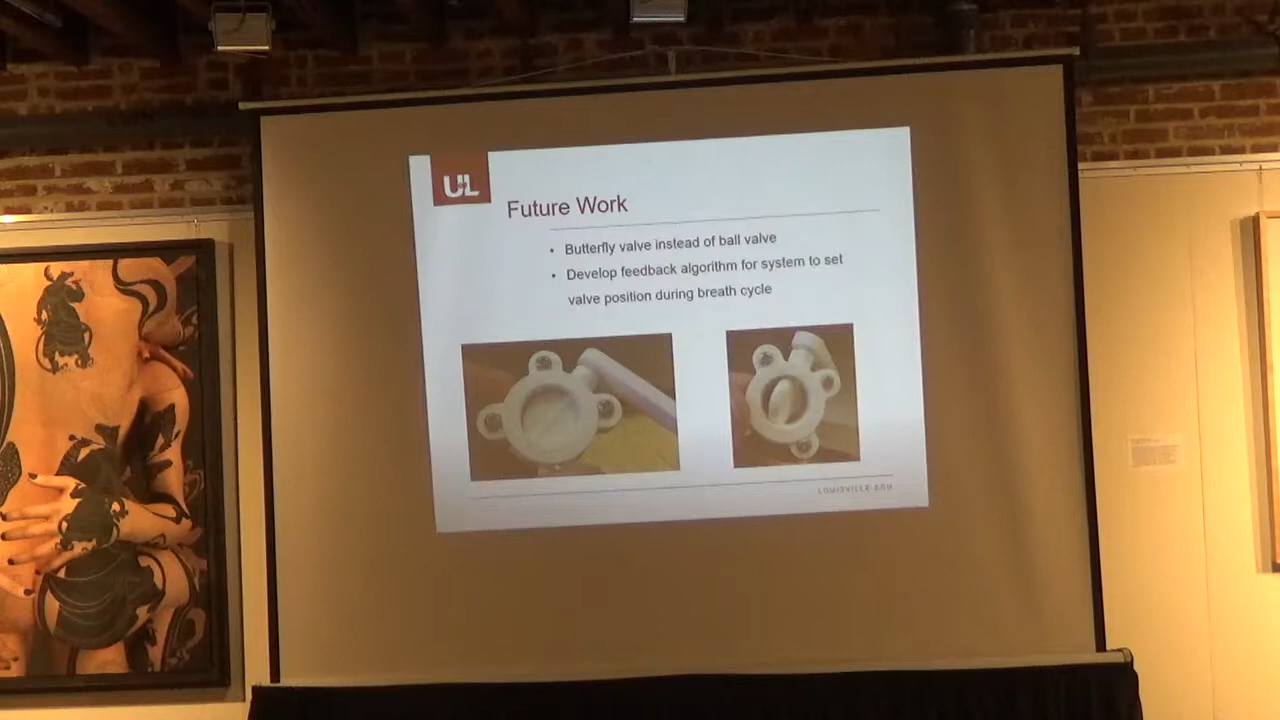 UofL
Future Work
• Butterfly valve instead of ball valve
• Develop feedback algorithm for system to set
valve position during breath cycle
LOUISVILLE.EDU